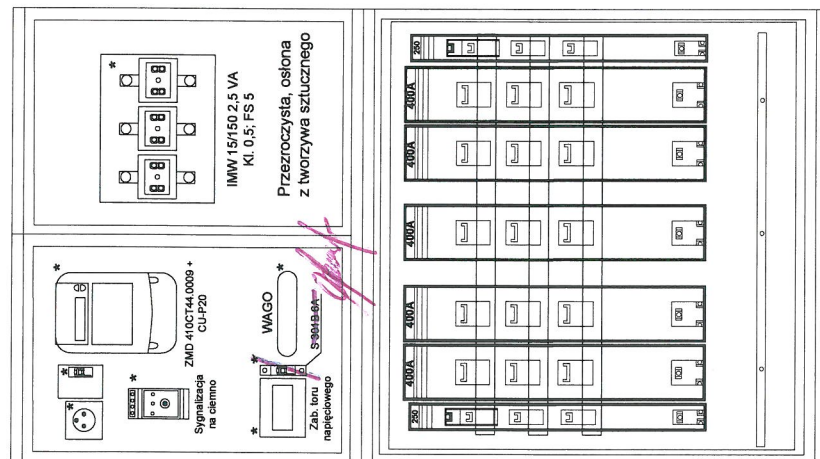 IMW 15/150 2,5 VA
Kl. 0,5; FS 5
Przezroczysta, osłona
z tworzywa sztucznego
ZMD 410CT44.0009 +
CU-P20
Sygnalizacja
na ciemno
WAGO
S 301B 6A
Zab. toru
napięciowego
250
400A
400A
400A
400A
400A
250